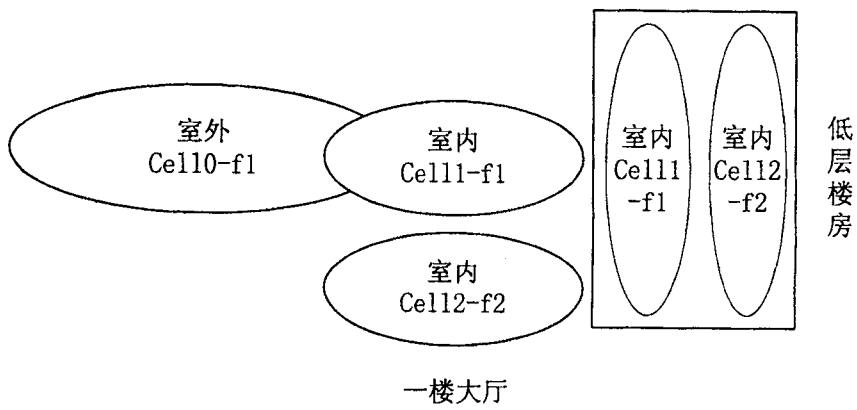 室外
Cell0-f1
室内
Cell1-f1
室内
Cell2-f2
室内
Cell1
-f1
室内
Cell2
-f2
低
层
楼
房
一楼大厅